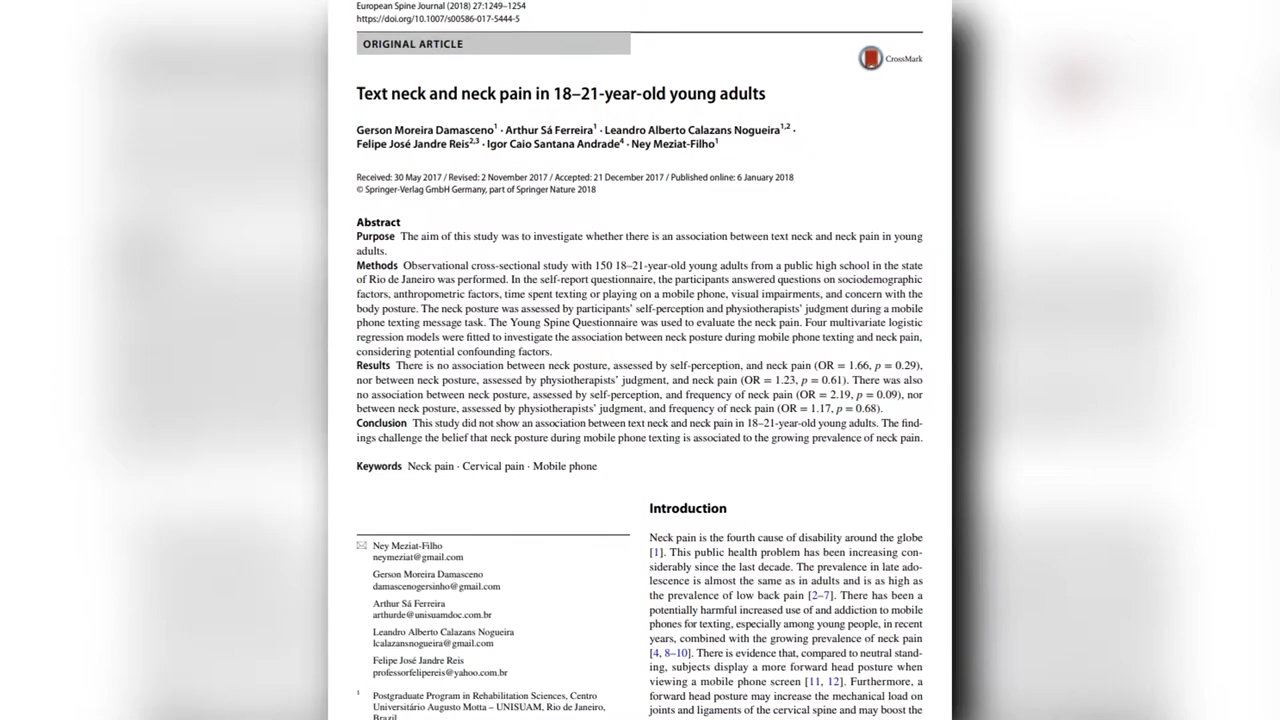 European Spine Journal (2018) 27:1249–1254
https://doi.org/10.1007/s00586-017-5444-5
ORIGINAL ARTICLE
CrossMark
Text neck and neck pain in 18–21-year-old young adults
Gerson Moreira Damasceno1 · Arthur Sá Ferreira1 · Leandro Alberto Calazans Nogueira1,2 ·
Felipe José Jandre Reis2,3 · Igor Caio Santana Andrade4 · Ney Meziat-Filho1
Received: 30 May 2017 / Revised: 2 November 2017 / Accepted: 21 December 2017 / Published online: 6 January 2018
© Springer-Verlag GmbH Germany, part of Springer Nature 2018
Abstract
Purpose The aim of this study was to investigate whether there is an association between text neck and neck pain in young
adults.
Methods Observational cross-sectional study with 150 18–21-year-old young adults from a public high school in the state
of Rio de Janeiro was performed. In the self-report questionnaire, the participants answered questions on sociodemographic
factors, anthropometric factors, time spent texting or playing on a mobile phone, visual impairments, and concern with the
body posture. The neck posture was assessed by participants' self-perception and physiotherapists' judgment during a mobile
phone texting message task. The Young Spine Questionnaire was used to evaluate the neck pain. Four multivariate logistic
regression models were fitted to investigate the association between neck posture during mobile phone texting and neck pain,
considering potential confounding factors.
Results There is no association between neck posture, assessed by self-perception, and neck pain (OR = 1.66, p = 0.29),
nor between neck posture, assessed by physiotherapists' judgment, and neck pain (OR = 1.23, p = 0.61). There was also
no association between neck posture, assessed by self-perception, and frequency of neck pain (OR = 2.19, p = 0.09), nor
between neck posture, assessed by physiotherapists' judgment, and frequency of neck pain (OR = 1.17, p = 0.68).
Conclusion This study did not show an association between text neck and neck pain in 18–21-year-old young adults. The find-
ings challenge the belief that neck posture during mobile phone texting is associated to the growing prevalence of neck pain.
Keywords Neck pain · Cervical pain · Mobile phone
Ney Meziat-Filho
neymeziat@gmail.com
Gerson Moreira Damasceno
damascenogersinho@gmail.com
Arthur Sá Ferreira
arthurde@unisuamdoc.com.br
Leandro Alberto Calazans Nogueira
lcalazansnogueira@gmail.com
Felipe José Jandre Reis
professorfelipereis@yahoo.com.br
1 Postgraduate Program in Rehabilitation Sciences, Centro
Universitário Augusto Motta – UNISUAM, Rio de Janeiro,
Brazil
Introduction
Neck pain is the fourth cause of disability around the globe
[1]. This public health problem has been increasing con-
siderably since the last decade. The prevalence in late ado-
lescence is almost the same as in adults and is as high as
the prevalence of low back pain [2–7]. There has been a
potentially harmful increased use of and addiction to mobile
phones for texting, especially among young people, in recent
years, combined with the growing prevalence of neck pain
[4, 8–10]. There is evidence that, compared to neutral stand-
ing, subjects display a more forward head posture when
viewing a mobile phone screen [11, 12]. Furthermore, a
forward head posture may increase the mechanical load on
joints and ligaments of the cervical spine and may boost the